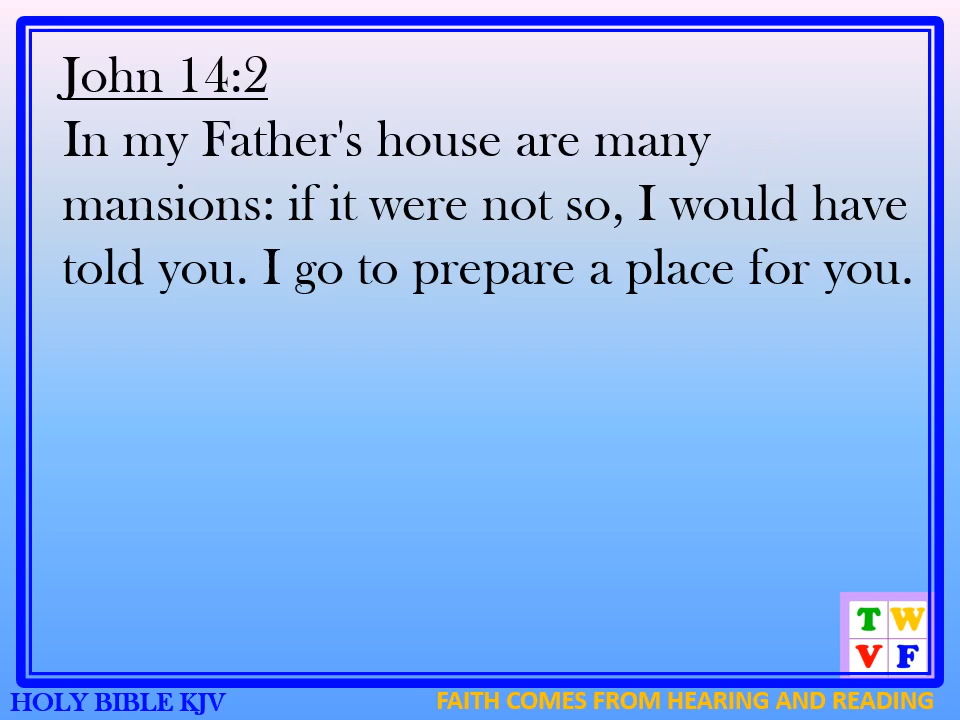 John 14:2
In my Father's house are many
mansions: if it were not so, I would have
told you. I go to prepare a place for you.
T W
V F
HOLY BIBLE KJV
FAITH COMES FROM HEARING AND READING